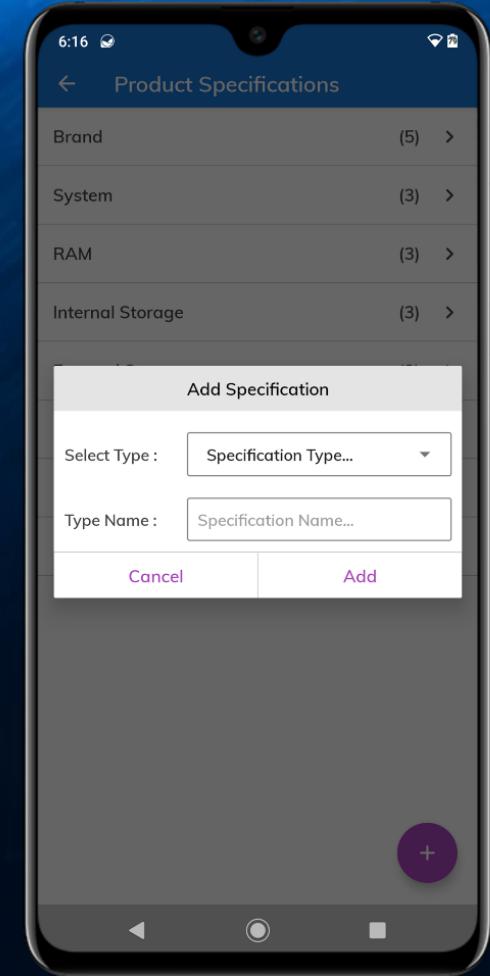 6:16
Product Specifications
Brand (5)
System (3)
RAM (3)
Internal Storage (3)
Add Specification
Select Type : Specification Type...
Type Name : Specification Name...
Cancel Add